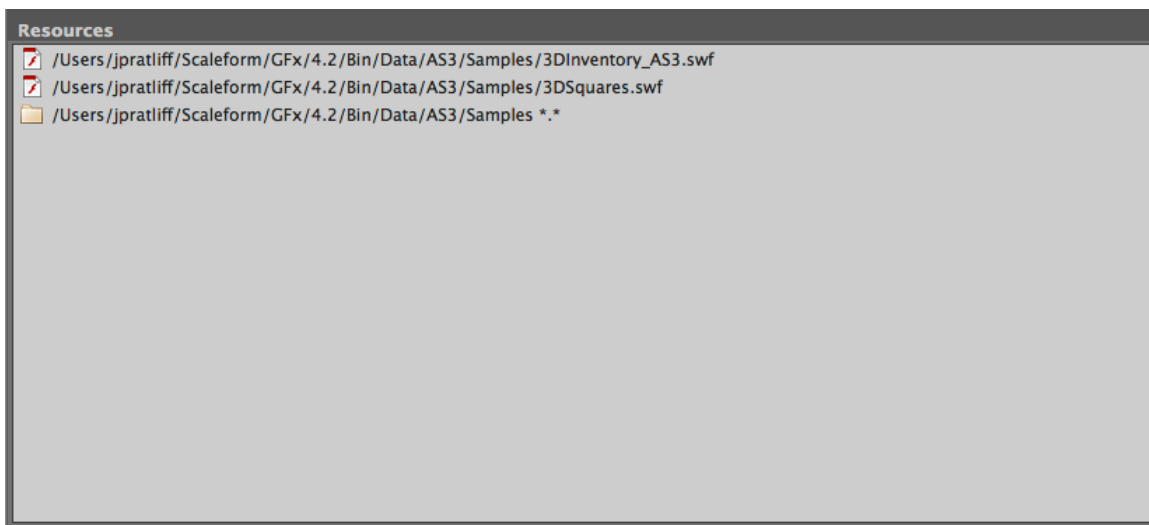 Resources
/Users/jpratliff/Scaleform/GFx/4.2/Bin/Data/AS3/Samples/3DInventory_AS3.swf
/Users/jpratliff/Scaleform/GFx/4.2/Bin/Data/AS3/Samples/3DSquares.swf
/Users/jpratliff/Scaleform/GFx/4.2/Bin/Data/AS3/Samples *.*